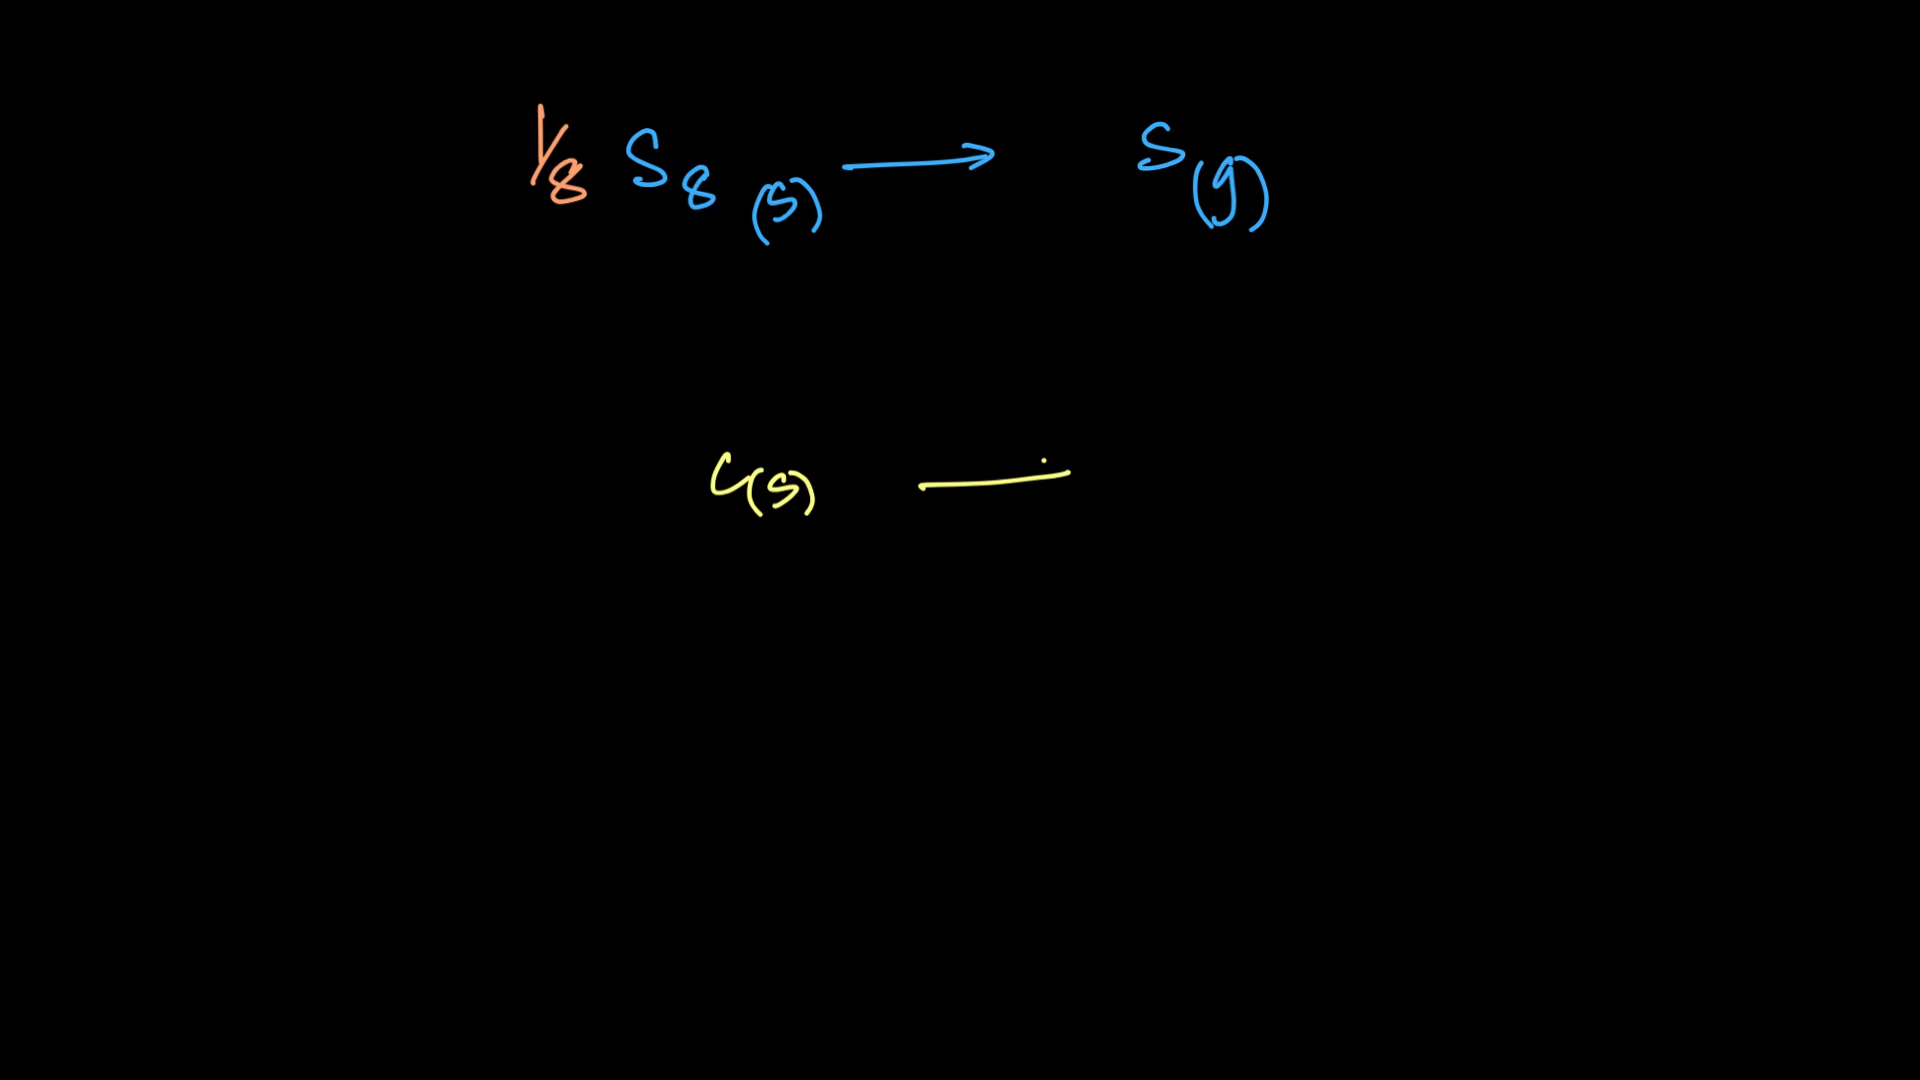 1/8 S8 (s) → S(g)
C(s) —